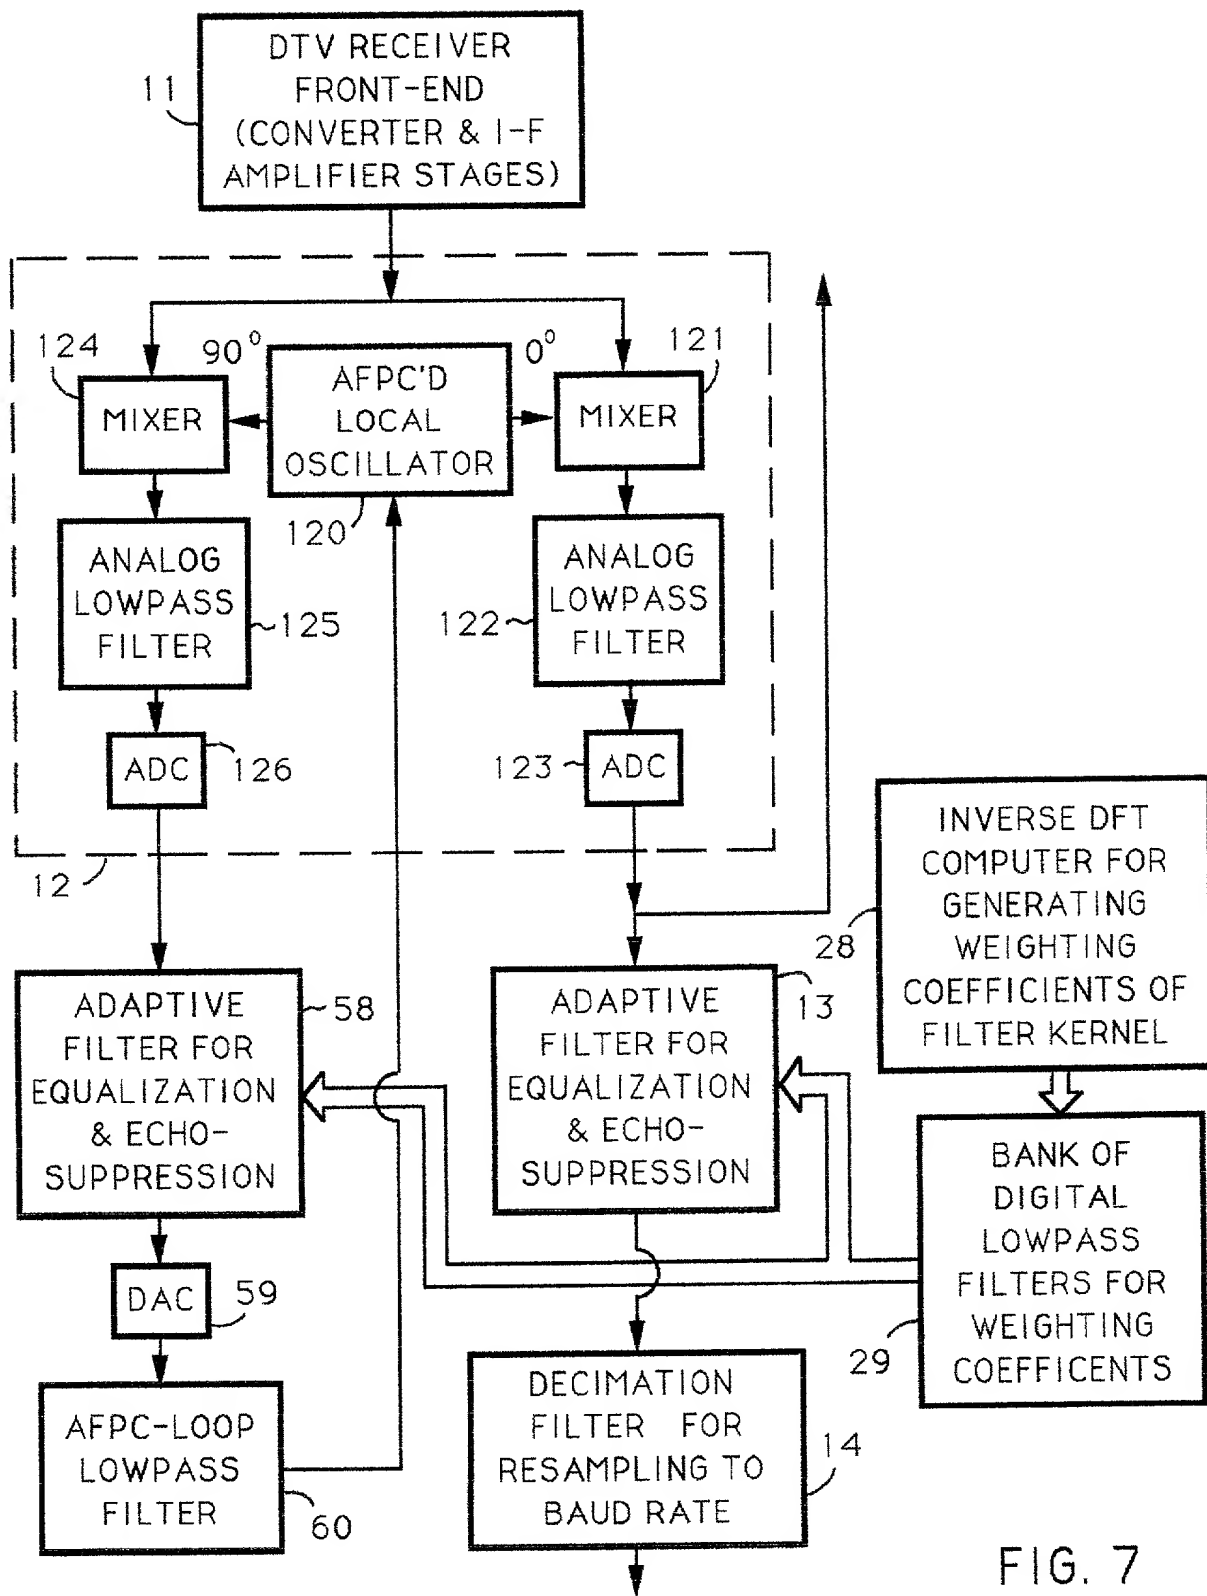 DTV RECEIVER
FRONT-END
(CONVERTER & I-F
AMPLIFIER STAGES)
11
124
90°
0°
121
MIXER
AFPC'D
LOCAL
OSCILLATOR
MIXER
120
ANALOG
LOWPASS
FILTER
125
122
ANALOG
LOWPASS
FILTER
ADC
126
123
ADC
12
INVERSE DFT
COMPUTER FOR
GENERATING
WEIGHTING
COEFFICIENTS OF
FILTER KERNEL
28
ADAPTIVE
FILTER FOR
EQUALIZATION
& ECHO-
SUPPRESSION
58
ADAPTIVE
FILTER FOR
EQUALIZATION
& ECHO-
SUPPRESSION
13
BANK OF
DIGITAL
LOWPASS
FILTERS FOR
WEIGHTING
COEFFICENTS
29
DAC
59
AFPC-LOOP
LOWPASS
FILTER
60
DECIMATION
FILTER FOR
RESAMPLING TO
BAUD RATE
14
FIG. 7